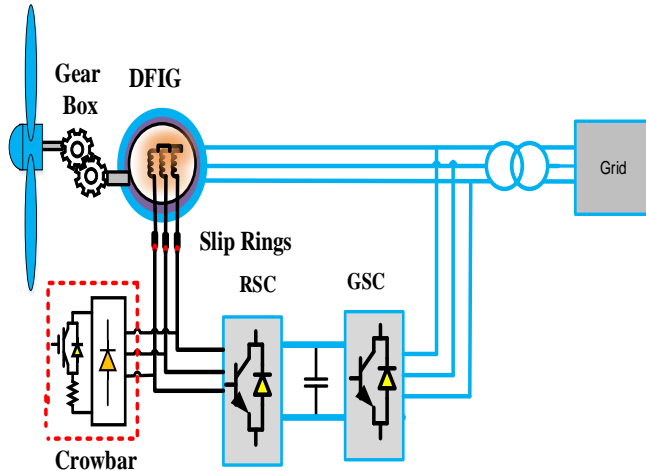 Gear
Box
DFIG
Grid
Slip Rings
RSC
GSC
Crowbar